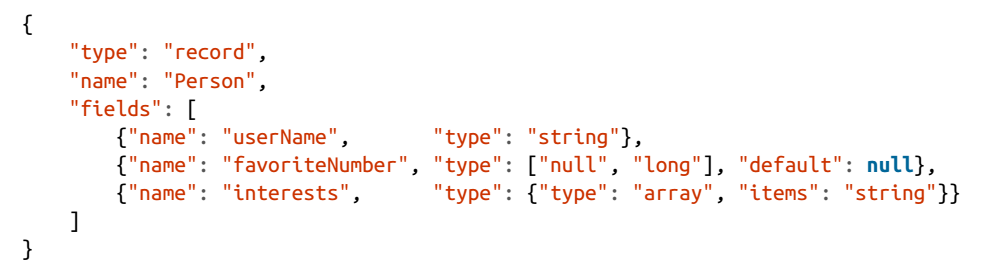 {
    "type": "record",
    "name": "Person",
    "fields": [
        {"name": "userName",       "type": "string"},
        {"name": "favoriteNumber", "type": ["null", "long"], "default": null},
        {"name": "interests",      "type": {"type": "array", "items": "string"}}
    ]
}